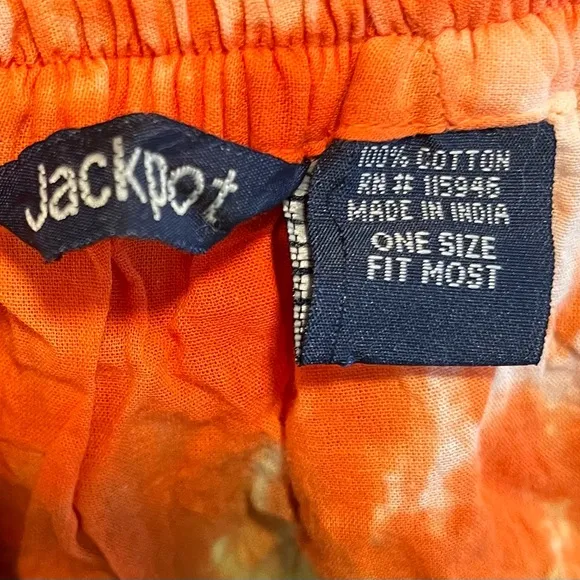 Jackpot
100% COTTON
RN # 115946
MADE IN INDIA
ONE SIZE
FIT MOST